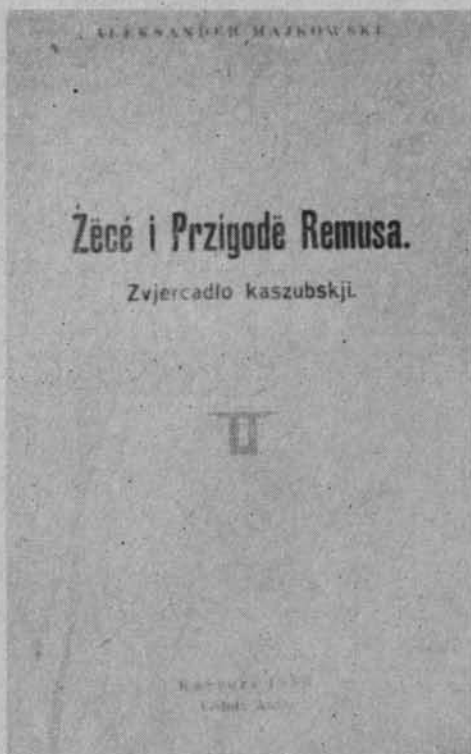 ALEKSANDER MAJKOWSKI
Żëcé i Przigodë Remusa.
Zvjercadło kaszubskji.